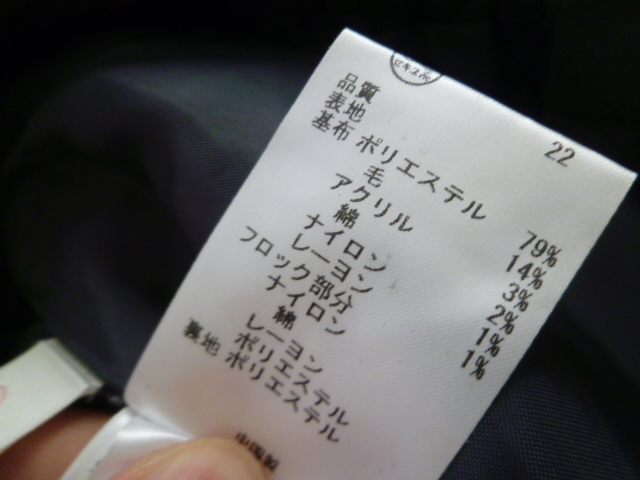 22
品質
表地
基布 ポリエステル 79%
毛 14%
アクリル 3%
綿 2%
ナイロン 1%
レーヨン 1%
フロック部分
ナイロン
綿
レーヨン
ポリエステル
裏地 ポリエステル
中国製